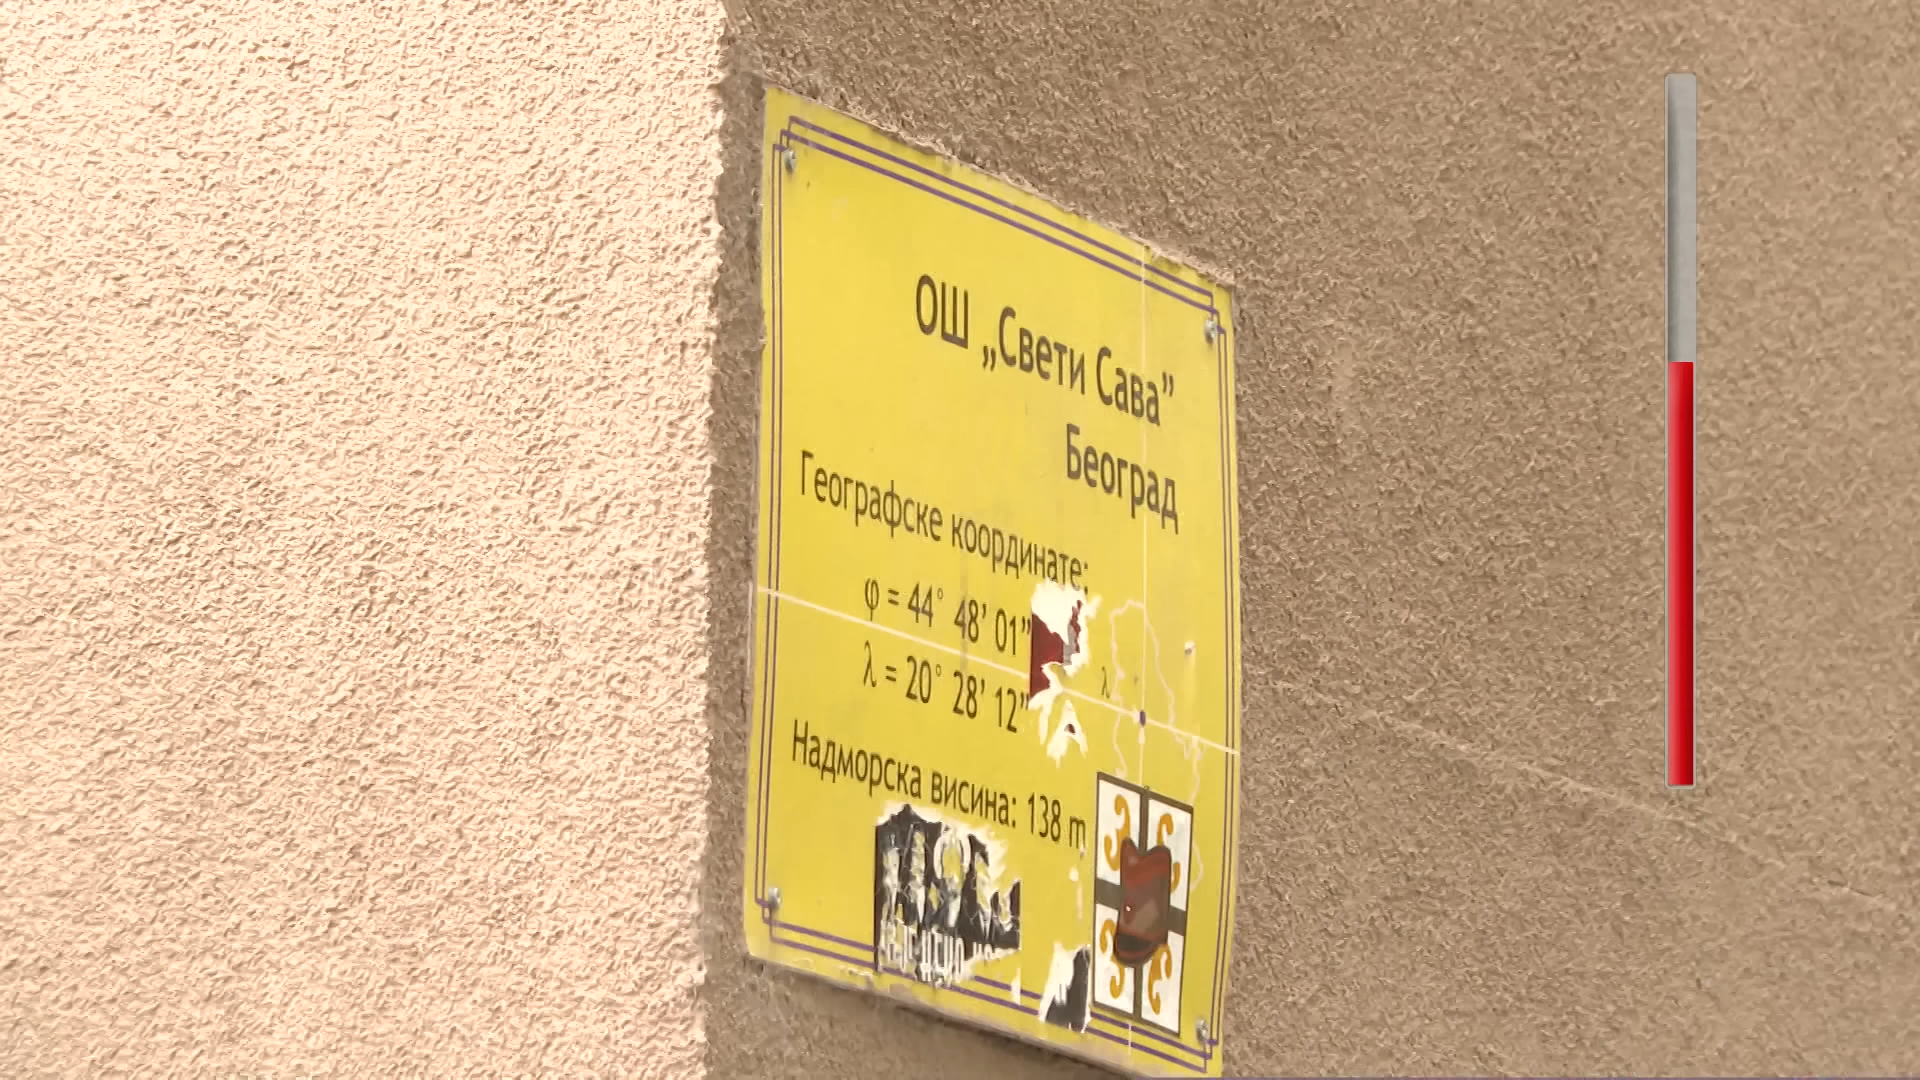 ОШ „Свети Сава”
Београд
Географске координате:
φ = 44° 48’ 01”
λ = 20° 28’ 12”
λ
Надморска висина: 138 m